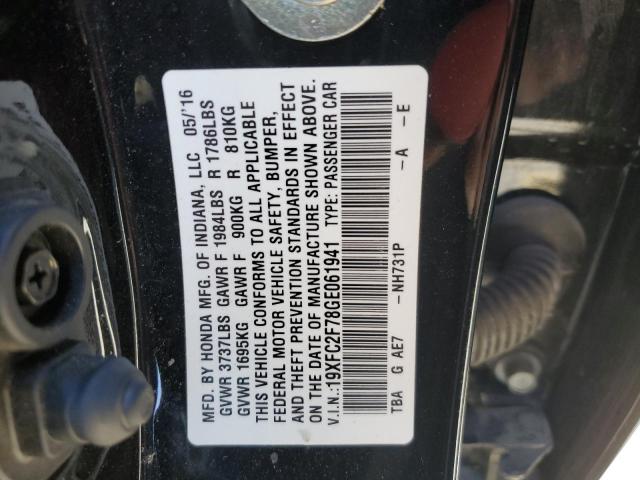 MFD. BY HONDA MFG. OF INDIANA, LLC 05/'16
GVWR 3737LBS GAWR F 1984LBS R 1786LBS
GVWR 1695KG GAWR F 900KG R 810KG
THIS VEHICLE CONFORMS TO ALL APPLICABLE
FEDERAL MOTOR VEHICLE SAFETY, BUMPER,
AND THEFT PREVENTION STANDARDS IN EFFECT
ON THE DATE OF MANUFACTURE SHOWN ABOVE.
V.I.N.:19XFC2F78GE061941 TYPE: PASSENGER CAR
TBA G AE7 -NH731P -A -E